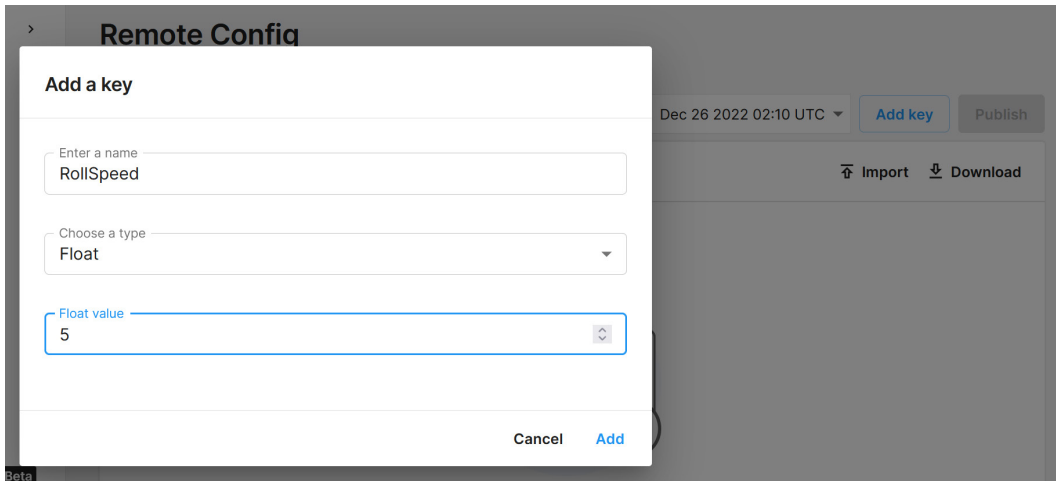 Remote Config
Add a key
Dec 26 2022 02:10 UTC
Add key
Publish
Enter a name
RollSpeed
Import
Download
Choose a type
Float
Float value
5
Cancel
Add
Beta